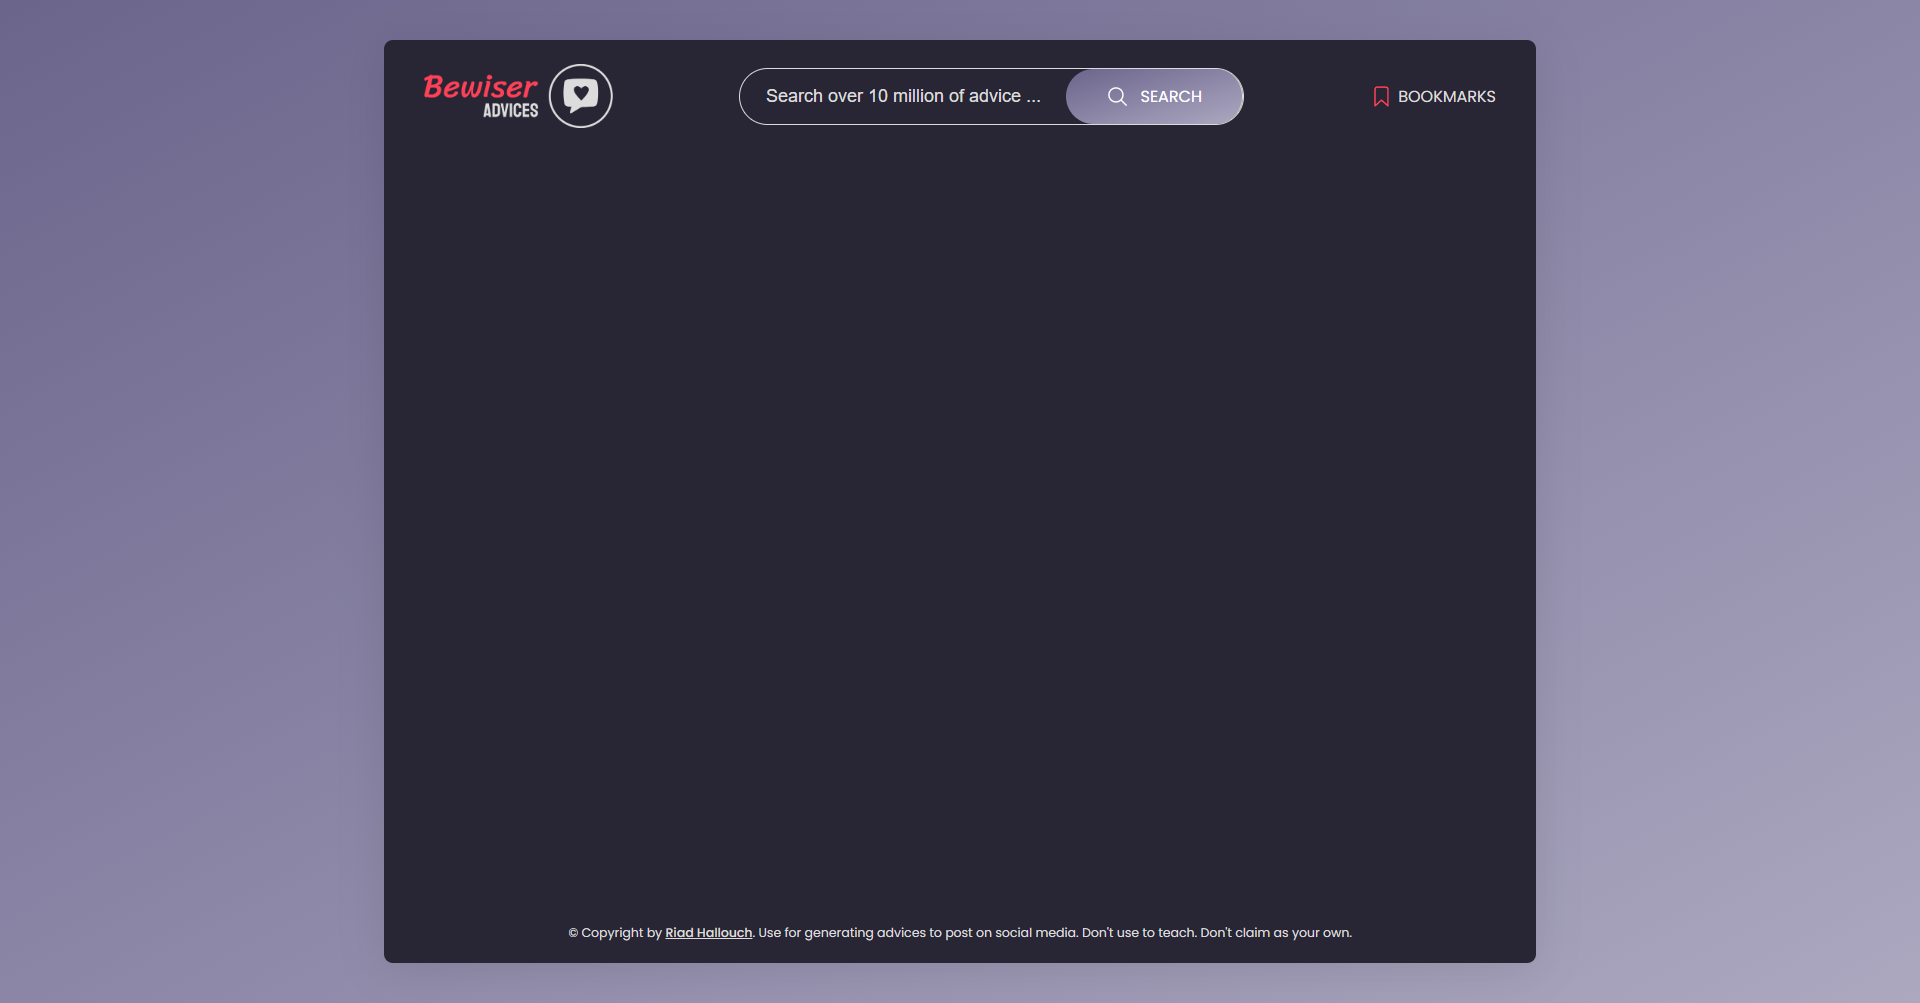 Bewiser
ADVICES
Search over 10 million of advice ...
SEARCH
BOOKMARKS
© Copyright by Riad Hallouch. Use for generating advices to post on social media. Don't use to teach. Don't claim as your own.